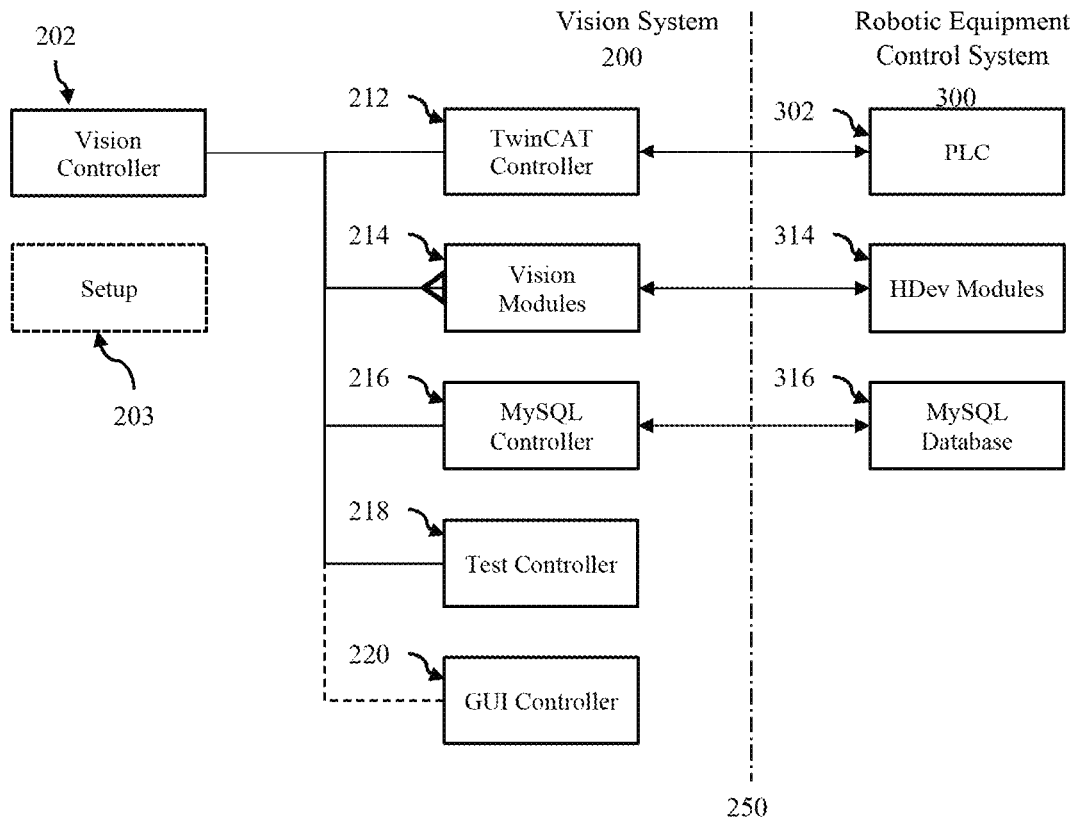 Vision System
200
Robotic Equipment
Control System
300
202
Vision
Controller
212
TwinCAT
Controller
302
PLC
Setup
203
214
Vision
Modules
314
HDev Modules
216
MySQL
Controller
316
MySQL
Database
218
Test Controller
220
GUI Controller
250